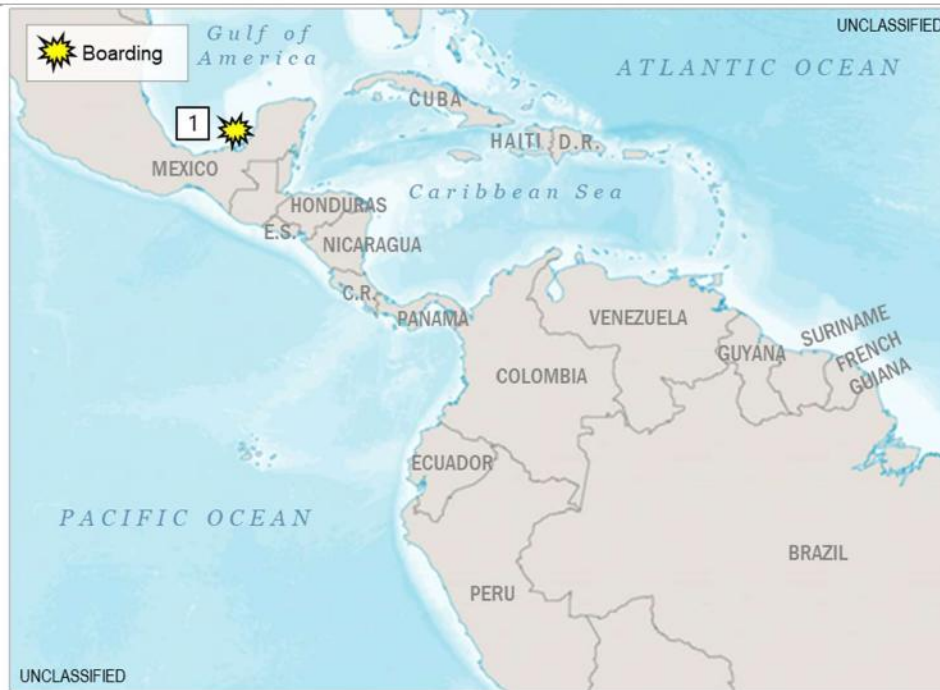 UNCLASSIFIED
Boarding
Gulf of
America
ATLANTIC OCEAN
CUBA
1
HAITI
D.R.
MEXICO
Caribbean Sea
HONDURAS
E.S.
NICARAGUA
C.R.
PANAMA
VENEZUELA
SURINAME
GUYANA
FRENCH
GUIANA
COLOMBIA
ECUADOR
PACIFIC OCEAN
BRAZIL
PERU
UNCLASSIFIED